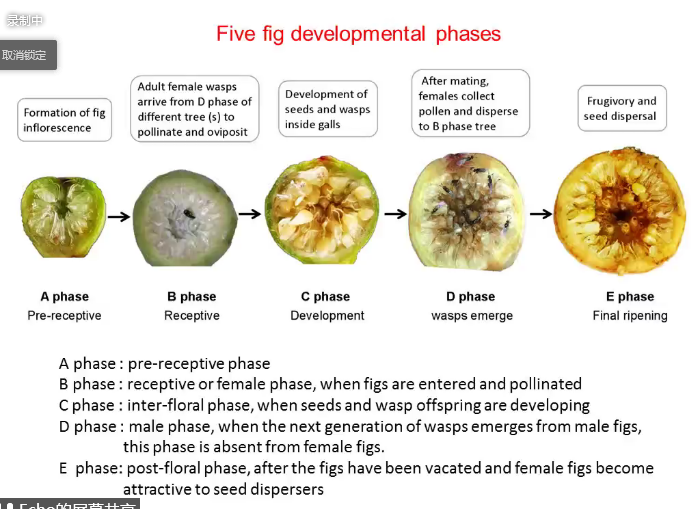 录制中
取消锁定
Five fig developmental phases
Formation of fig
inflorescence
Adult female wasps
arrive from D phase of
different tree (s) to
pollinate and oviposit
Development of
seeds and wasps
inside galls
After mating,
females collect
pollen and disperse
to B phase tree
Frugivory and
seed dispersal
A phase
Pre-receptive
B phase
Receptive
C phase
Development
D phase
wasps emerge
E phase
Final ripening
A phase : pre-receptive phase
B phase : receptive or female phase, when figs are entered and pollinated
C phase : inter-floral phase, when seeds and wasp offspring are developing
D phase : male phase, when the next generation of wasps emerges from male figs,
this phase is absent from female figs.
E phase: post-floral phase, after the figs have been vacated and female figs become
attractive to seed dispersers
Echo的屏幕共享